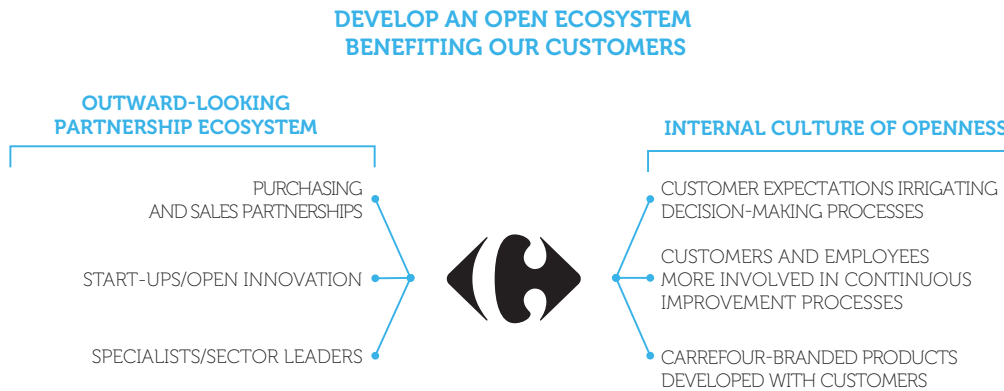 DEVELOP AN OPEN ECOSYSTEM
BENEFITING OUR CUSTOMERS
OUTWARD-LOOKING
PARTNERSHIP ECOSYSTEM
PURCHASING
AND SALES PARTNERSHIPS
START-UPS/OPEN INNOVATION
SPECIALISTS/SECTOR LEADERS
INTERNAL CULTURE OF OPENNESS
CUSTOMER EXPECTATIONS IRRIGATING
DECISION-MAKING PROCESSES
CUSTOMERS AND EMPLOYEES
MORE INVOLVED IN CONTINUOUS
IMPROVEMENT PROCESSES
CARREFOUR-BRANDED PRODUCTS
DEVELOPED WITH CUSTOMERS